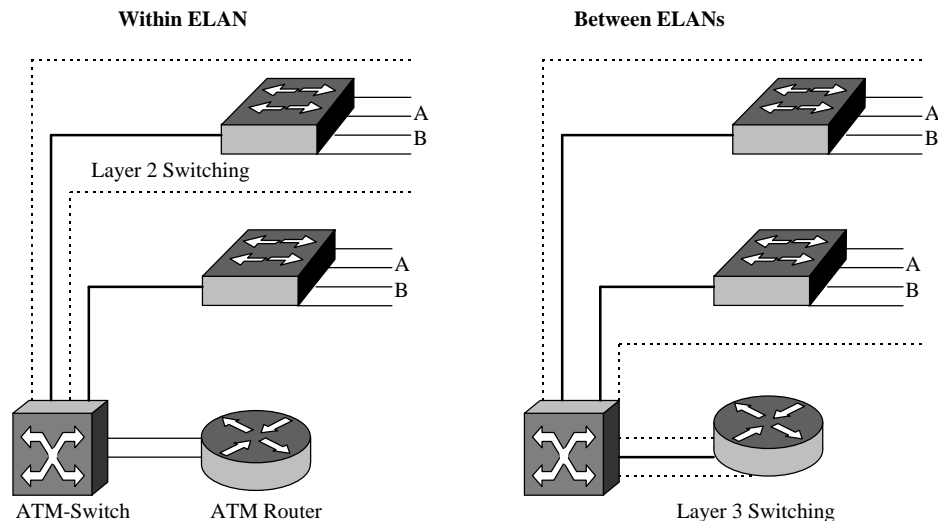 Within ELAN
Between ELANs
A
B
A
B
Layer 2 Switching
A
B
A
B
ATM-Switch
ATM Router
Layer 3 Switching